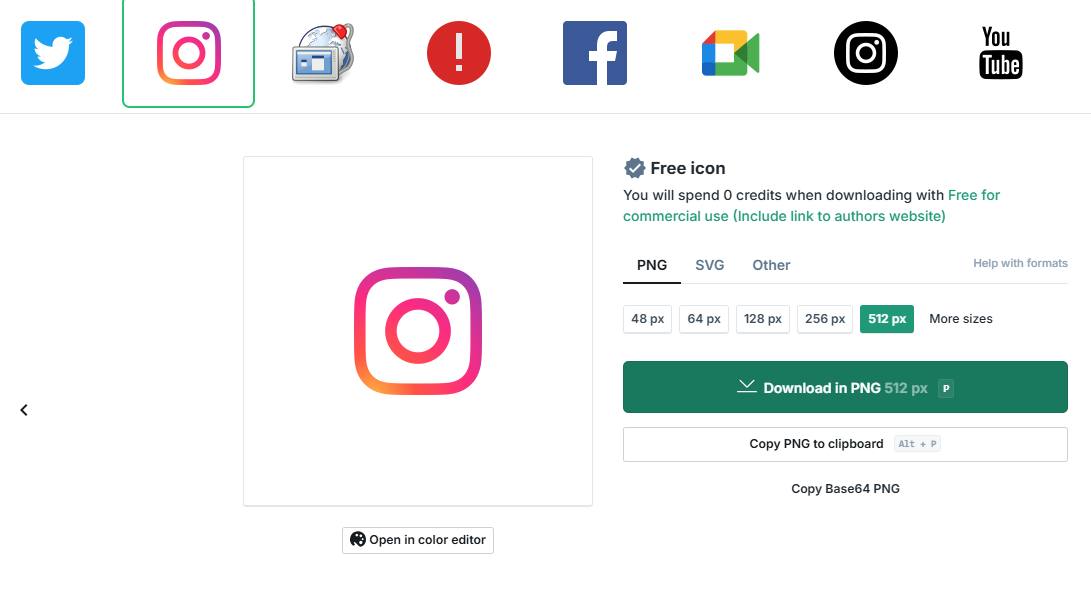 You
Tube
Free icon
You will spend 0 credits when downloading with Free for
commercial use (Include link to authors website)
PNG SVG Other Help with formats
48 px 64 px 128 px 256 px 512 px More sizes
Download in PNG 512 px P
Copy PNG to clipboard Alt + P
Copy Base64 PNG
Open in color editor